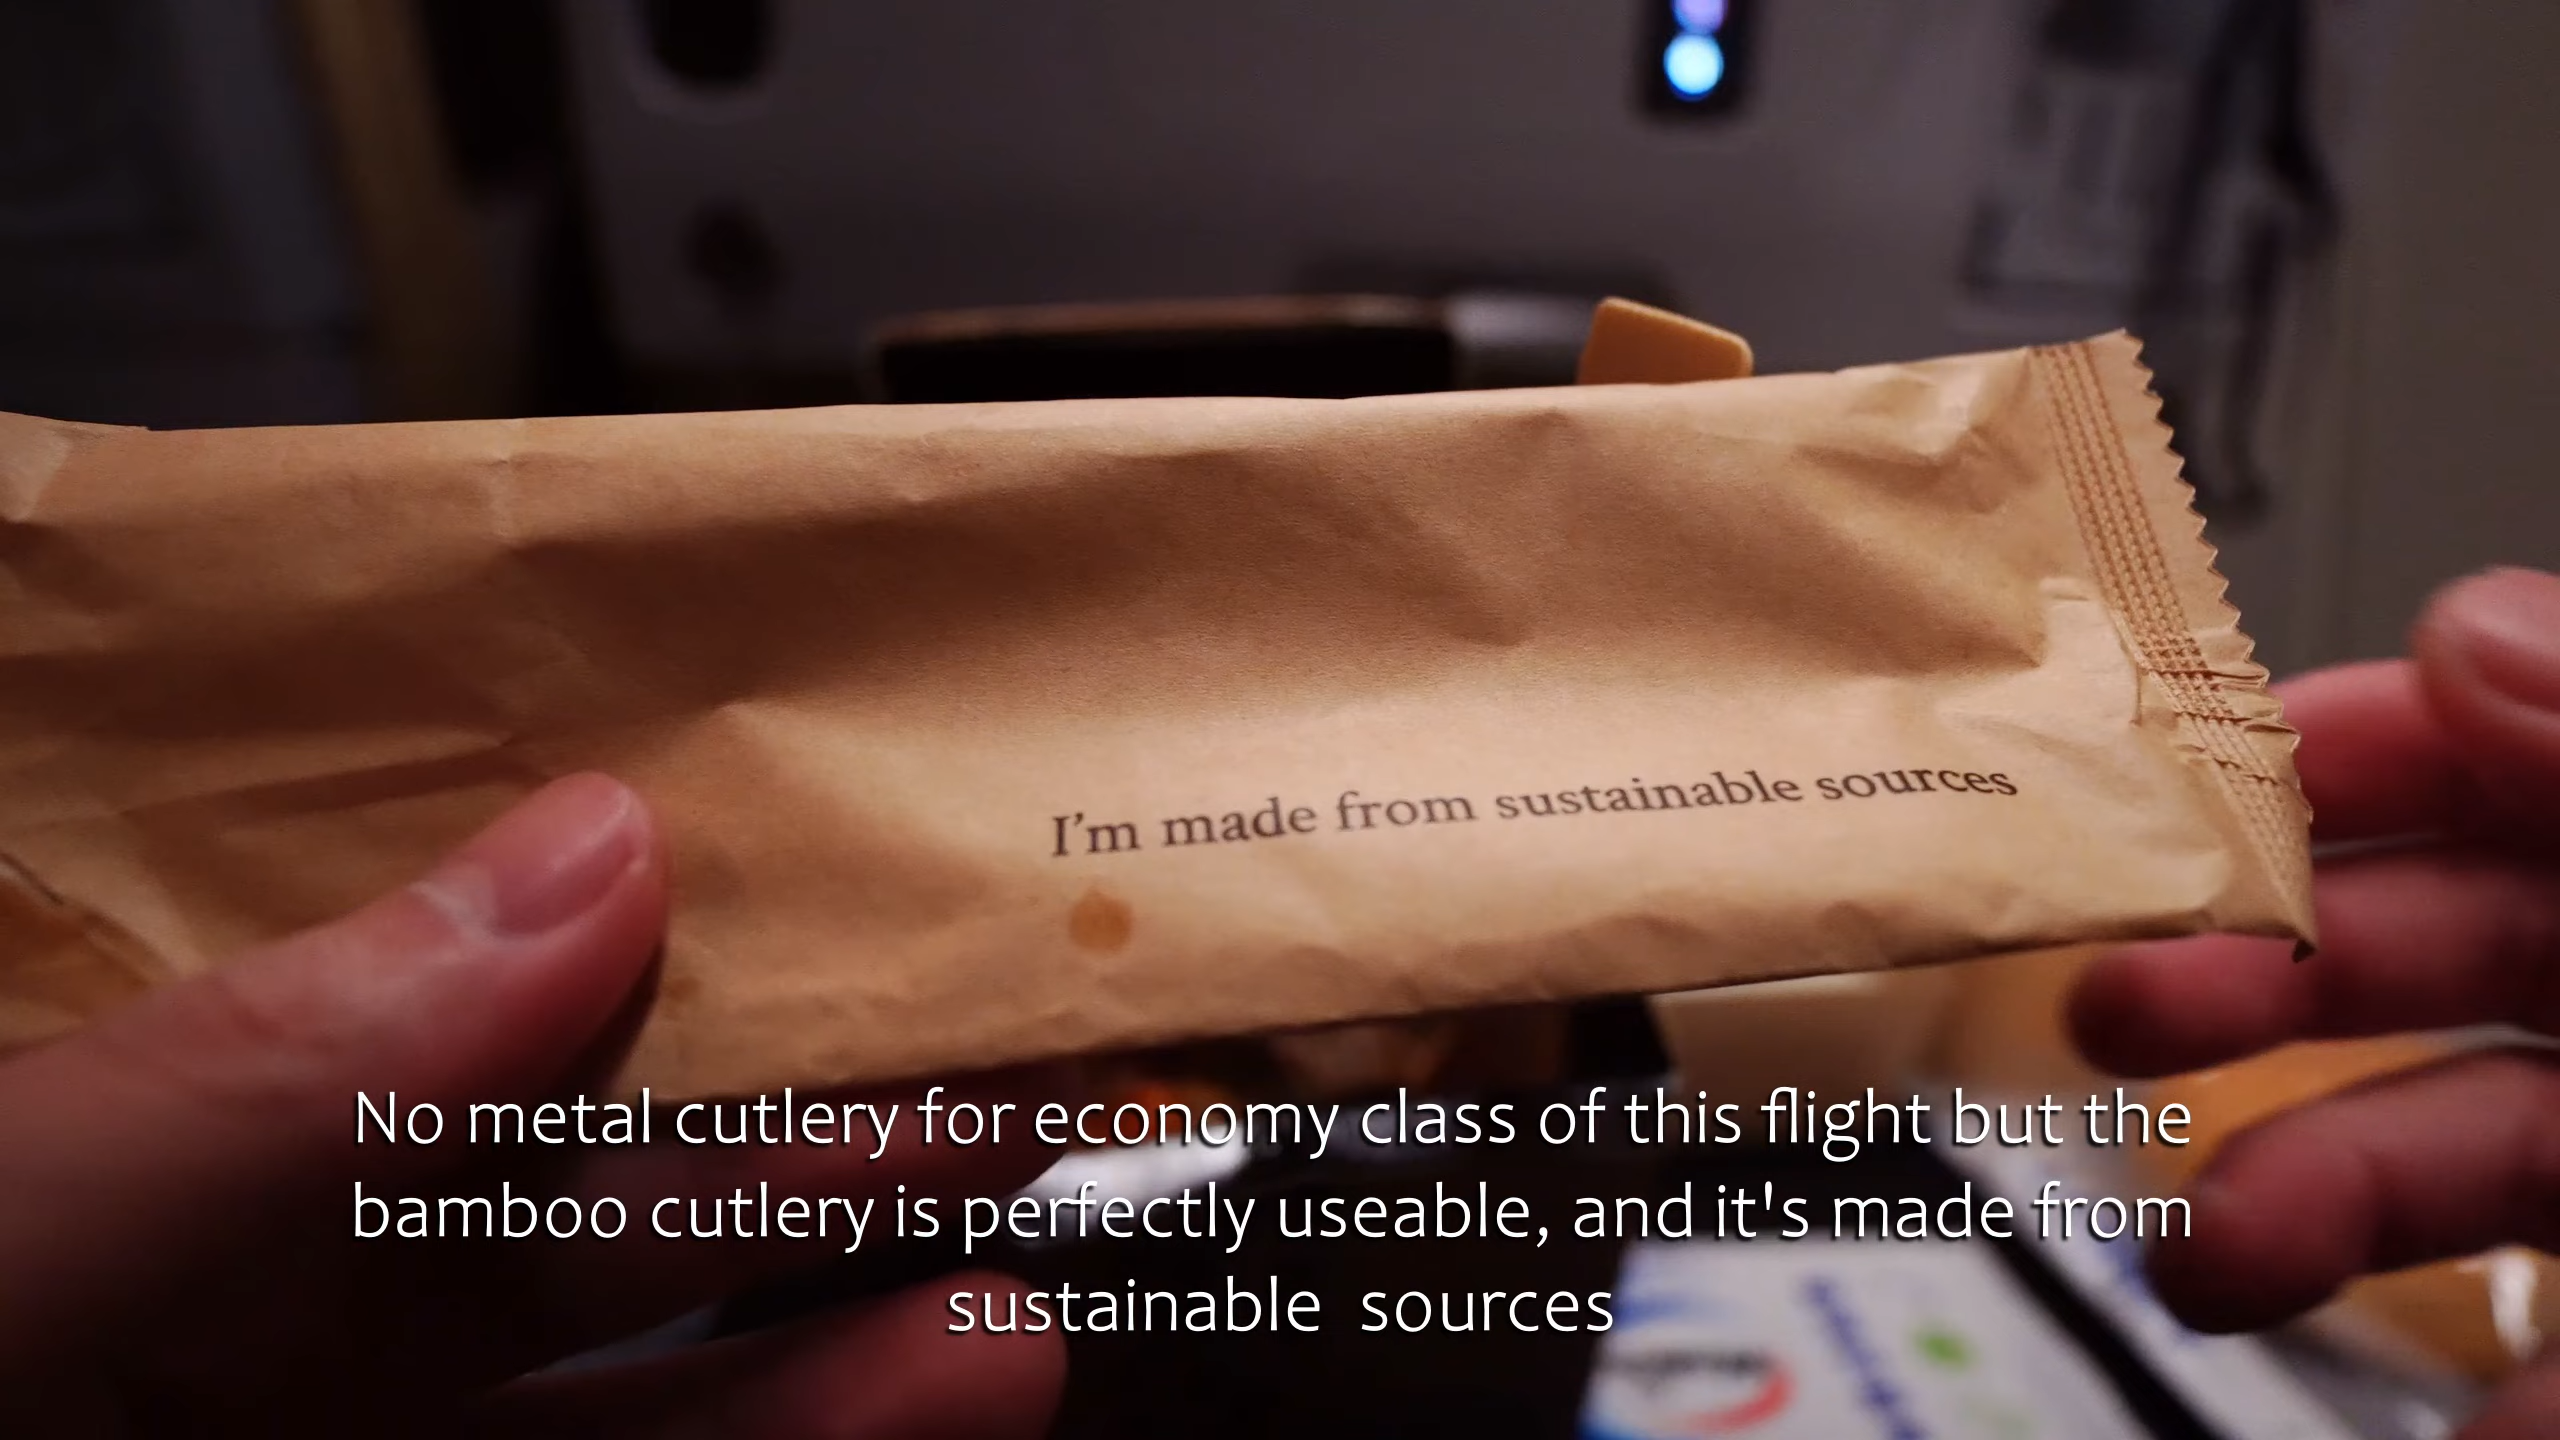 I'm made from sustainable sources
No metal cutlery for economy class of this flight but the
bamboo cutlery is perfectly useable, and it's made from
sustainable sources